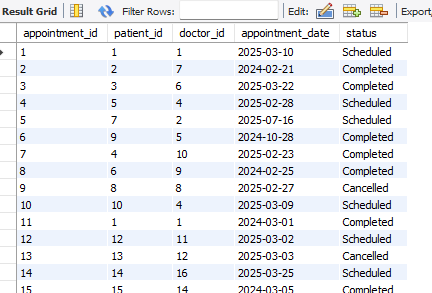 Result Grid Filter Rows: Edit: Export
appointment_id patient_id doctor_id appointment_date status
1 1 1 2025-03-10 Scheduled
2 2 7 2024-02-21 Completed
3 3 6 2025-03-22 Completed
4 5 4 2025-02-28 Scheduled
5 7 2 2025-07-16 Scheduled
6 9 5 2024-10-28 Completed
7 4 10 2025-02-23 Completed
8 6 9 2024-02-25 Completed
9 8 8 2025-02-27 Cancelled
10 10 4 2025-03-09 Scheduled
11 1 1 2024-03-01 Completed
12 12 11 2025-03-02 Scheduled
13 13 12 2025-03-03 Cancelled
14 14 16 2025-03-25 Scheduled
15 15 14 2024-03-05 Completed